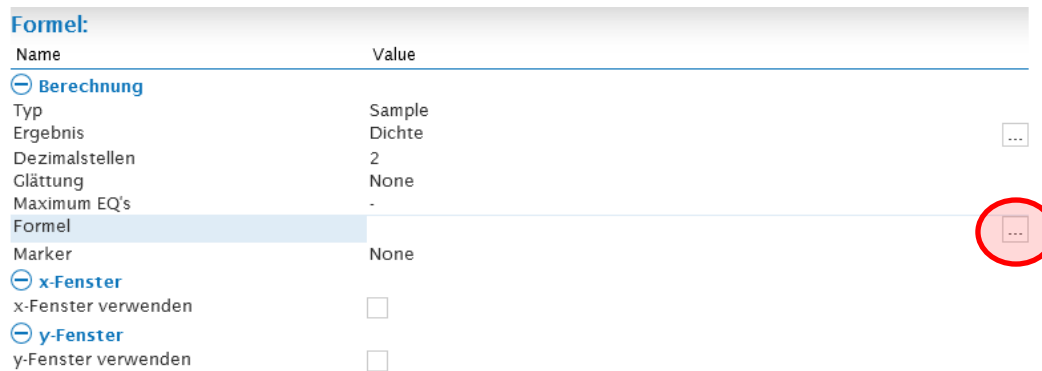 Formel:
Name Value
Berechnung
Typ Sample
Ergebnis Dichte ...
Dezimalstellen 2
Glättung None
Maximum EQ's -
Formel ...
Marker None
x-Fenster
x-Fenster verwenden
y-Fenster
y-Fenster verwenden